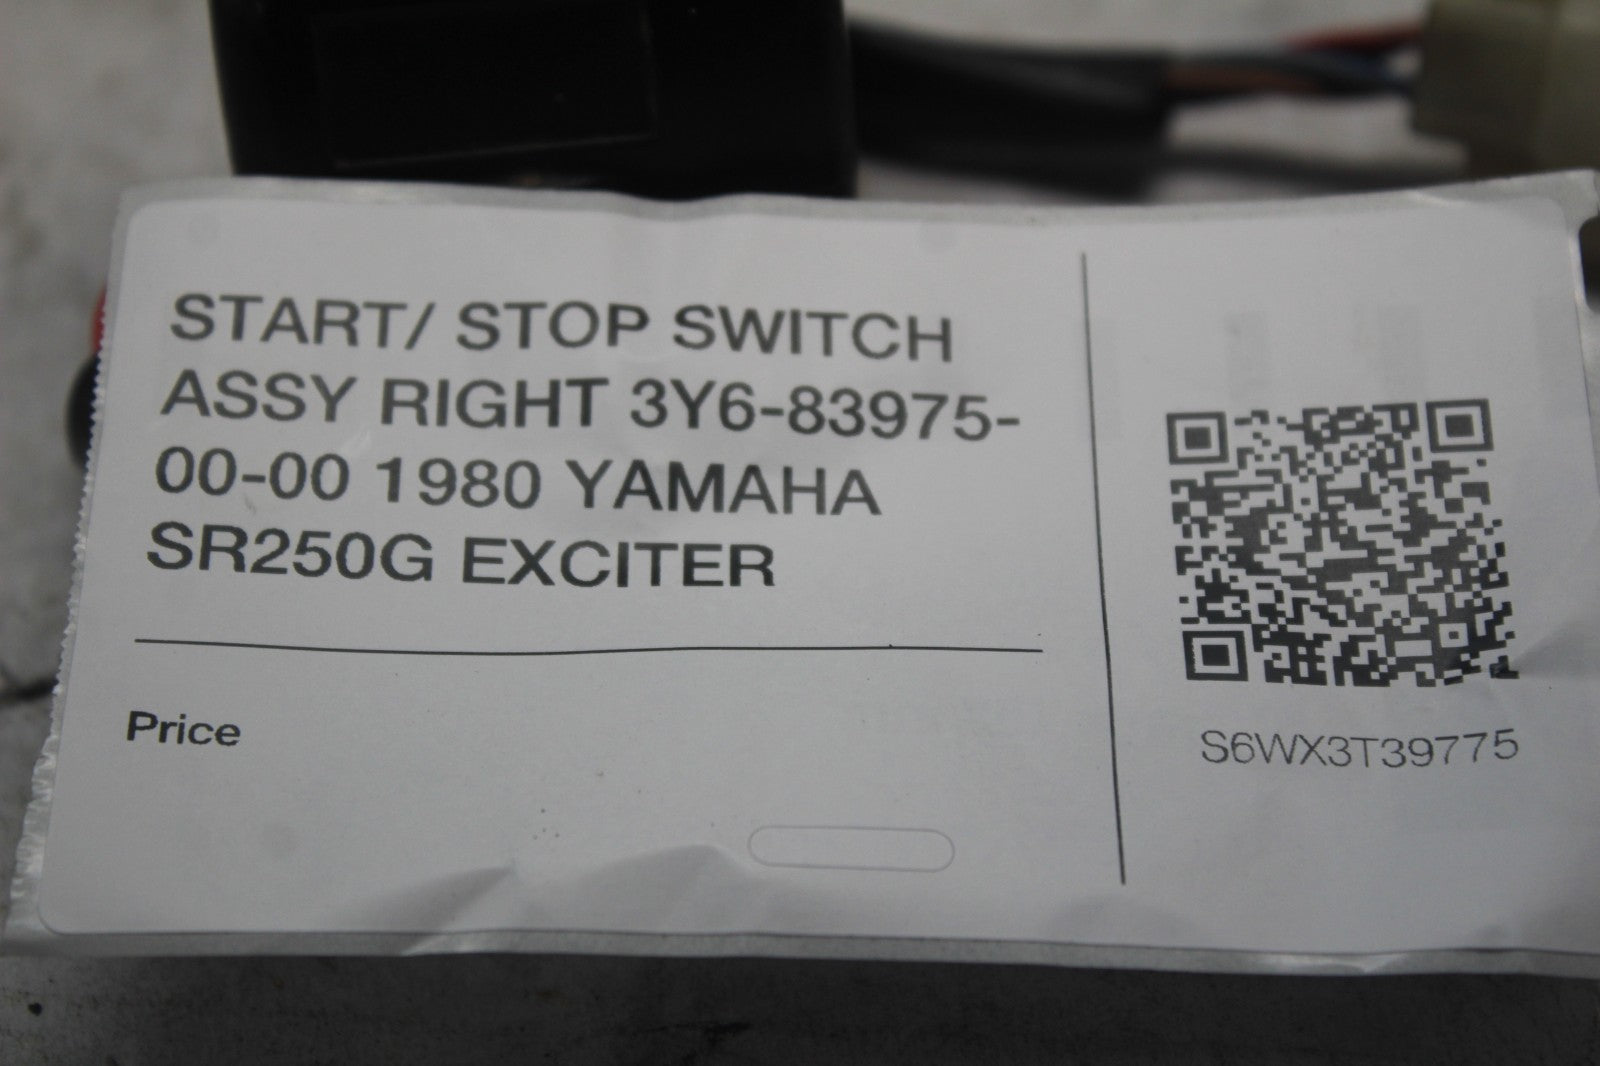 START/ STOP SWITCH
ASSY RIGHT 3Y6-83975-
00-00 1980 YAMAHA
SR250G EXCITER
Price
S6WX3T39775